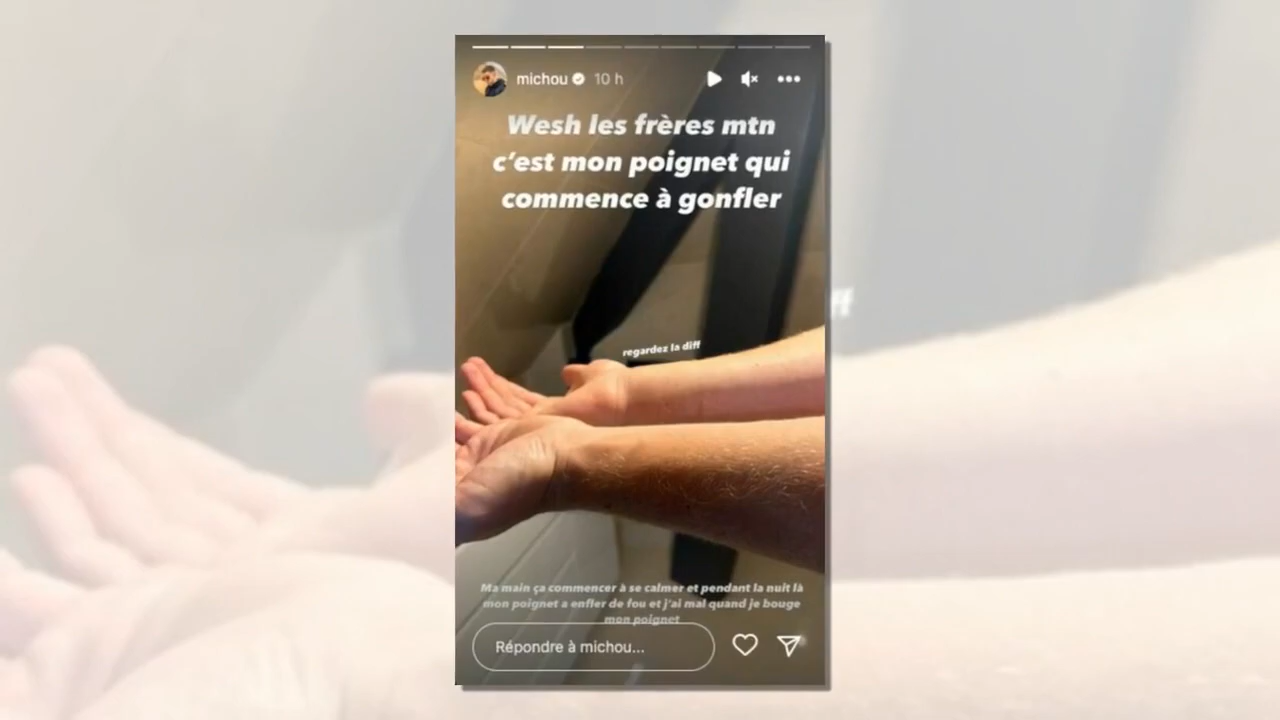 michou 10 h
Wesh les frères mtn
c'est mon poignet qui
commence à gonfler
ff
regardez la diff
Ma main ça commencer à se calmer et pendant la nuit là
mon poignet a enfler de fou et j'ai mal quand je bouge
mon poignet
Répondre à michou...